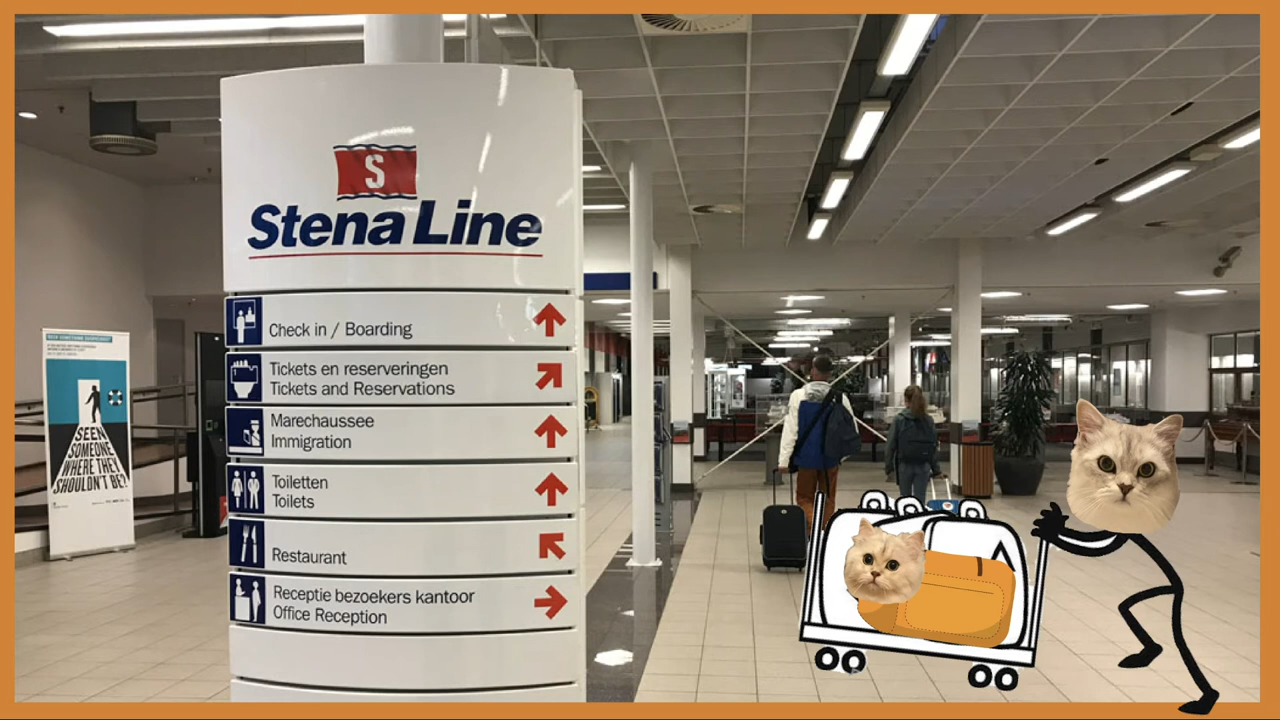 S
Stena Line
Check in / Boarding
Tickets en reserveringen
Tickets and Reservations
Marechaussee
Immigration
Toiletten
Toilets
Restaurant
Receptie bezoekers kantoor
Office Reception
SEEN
SOMEONE
WHERE THEY
SHOULDN'T BE?